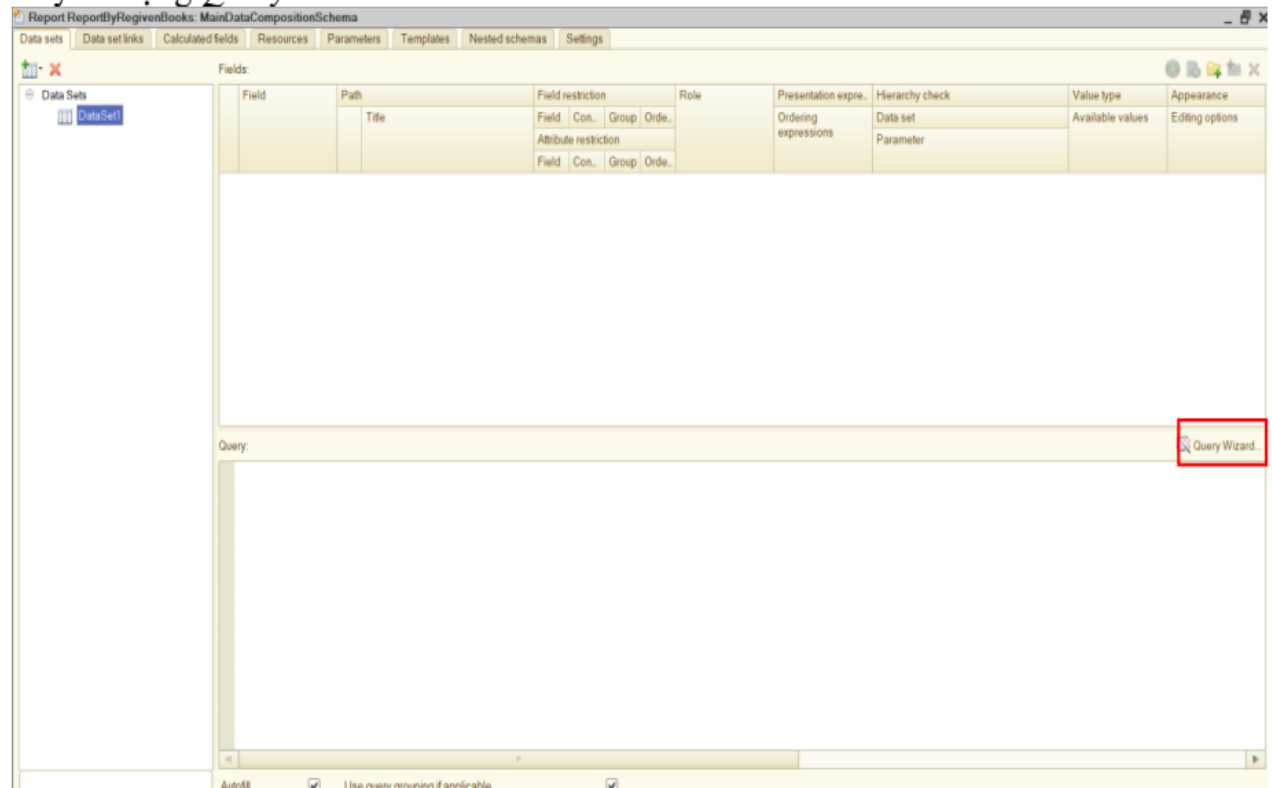 Report ReportByRegivenBooks: MainDataCompositionSchema
Data sets Data set links Calculated fields Resources Parameters Templates Nested schemas Settings
Fields:
Data Sets
DataSet1
Field Path Field restriction Role Presentation expre.. Hierarchy check Value type Appearance
Title Field Con.. Group Orde.. Ordering expressions Data set Available values Editing options
Attribute restriction Parameter
Field Con.. Group Orde..
Query: Query Wizard..
Autofill Use query grouping if applicable